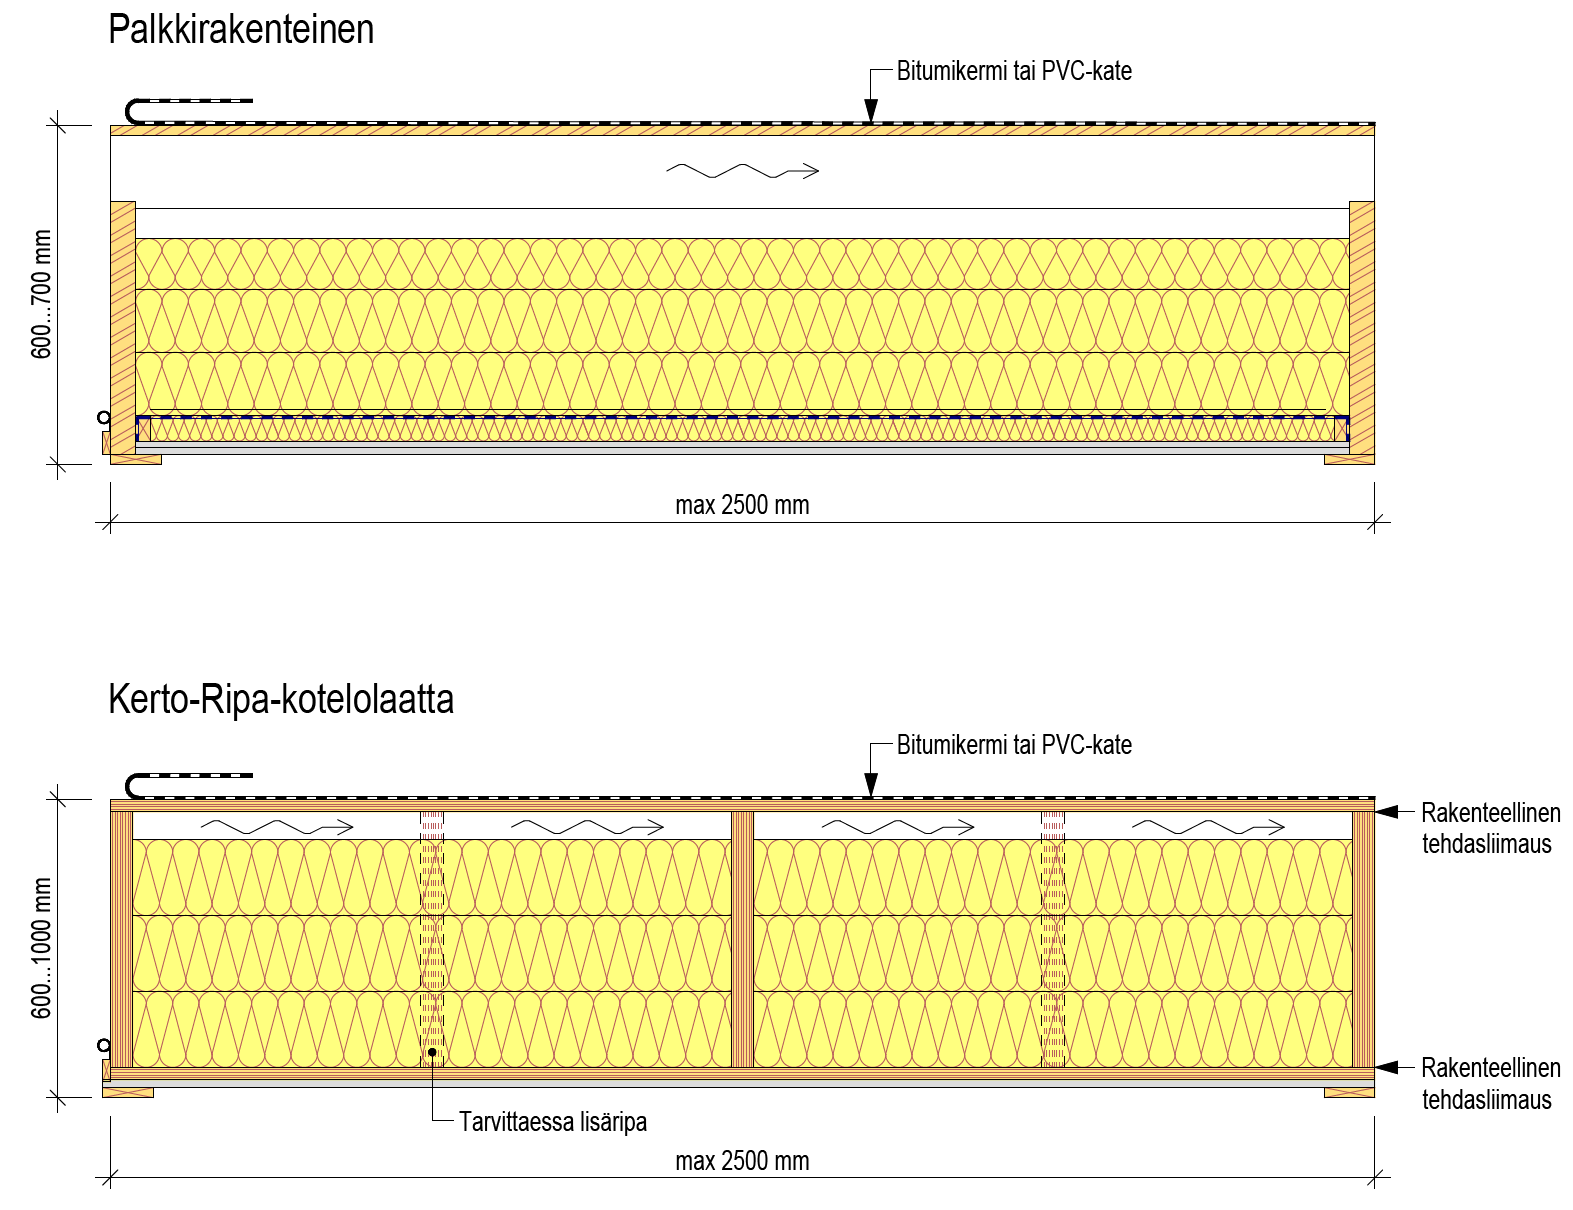 Palkkirakenteinen
Bitumikermi tai PVC-kate
600...700 mm
max 2500 mm
Kerto-Ripa-kotelolaatta
Bitumikermi tai PVC-kate
Rakenteellinen
tehdasliimaus
600...1000 mm
Rakenteellinen
tehdasliimaus
Tarvittaessa lisäripa
max 2500 mm